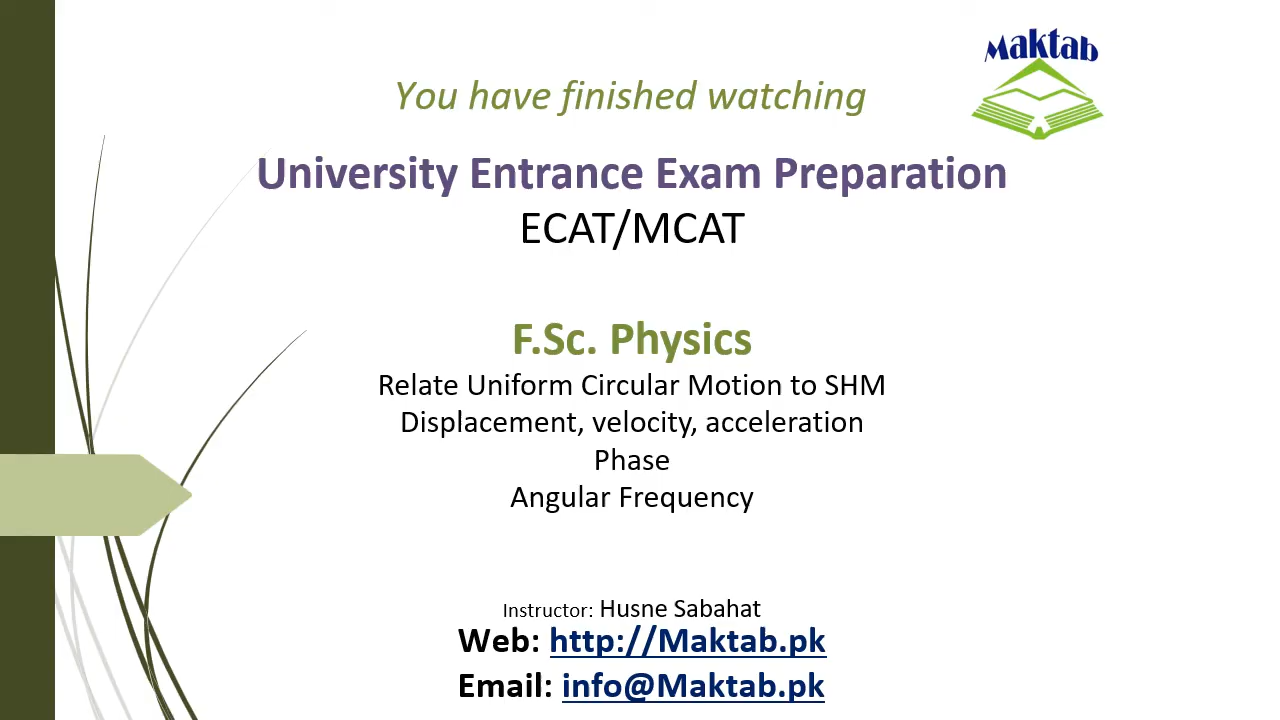 Maktab
You have finished watching
University Entrance Exam Preparation
ECAT/MCAT
F.Sc. Physics
Relate Uniform Circular Motion to SHM
Displacement, velocity, acceleration
Phase
Angular Frequency
Instructor: Husne Sabahat
Web: http://Maktab.pk
Email: info@Maktab.pk